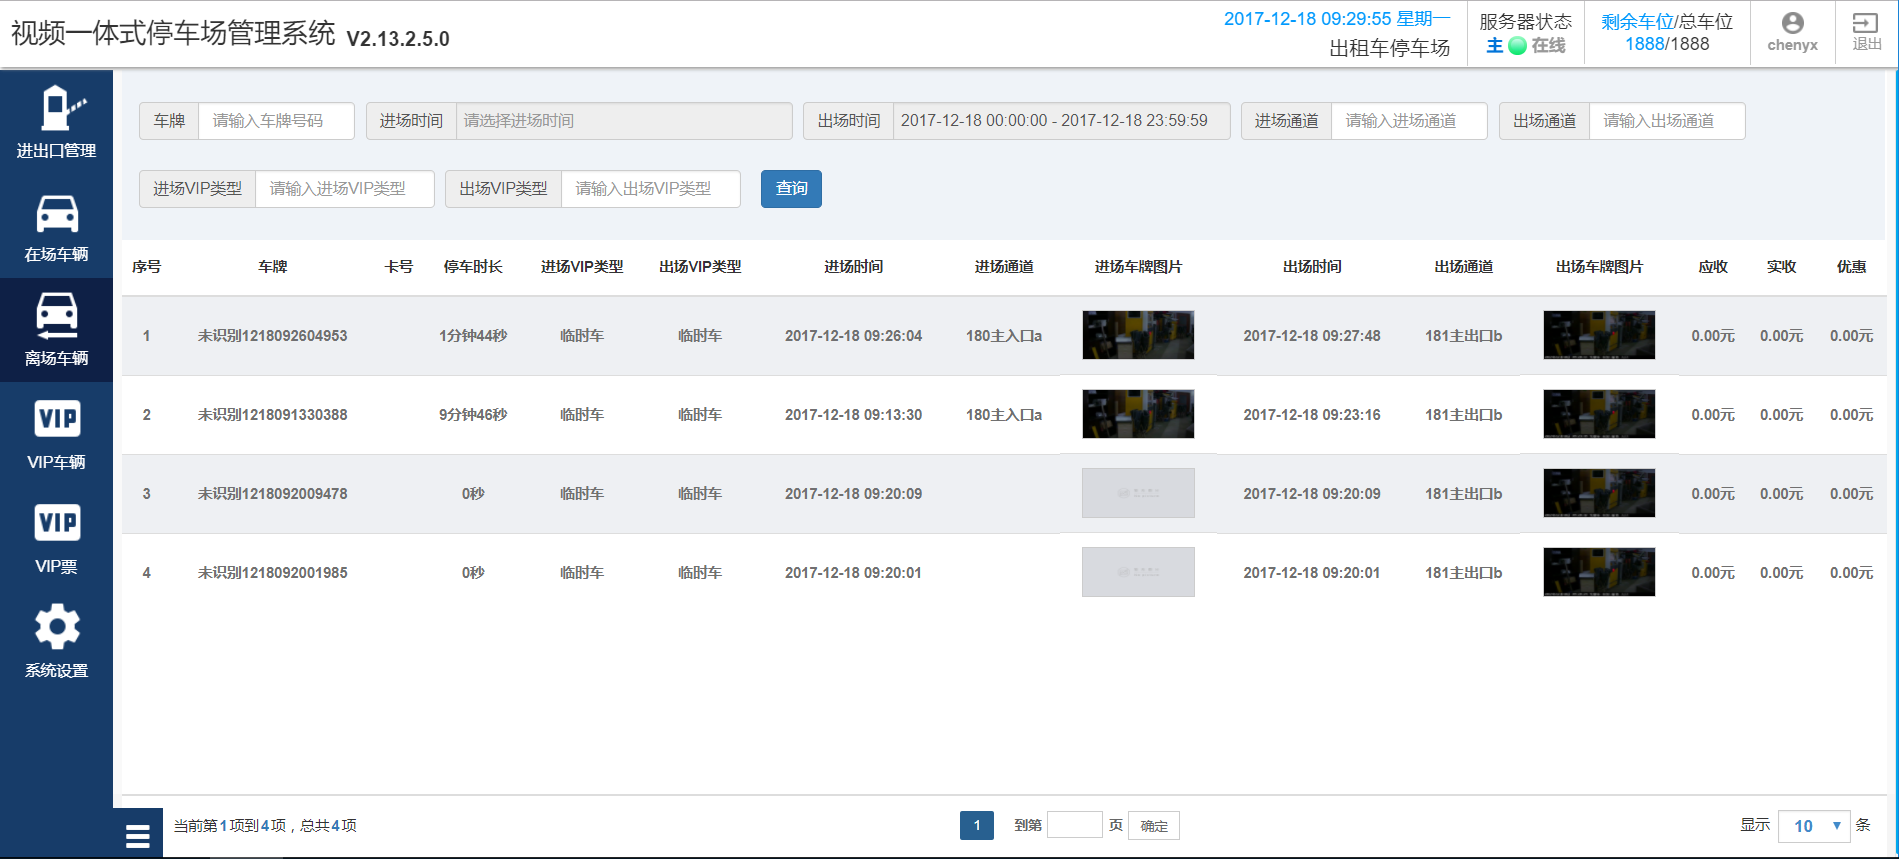 视频一体式停车场管理系统 V2.13.2.5.0
2017-12-18 09:29:55 星期一
出租车停车场
服务器状态
主 在线
剩余车位/总车位
1888/1888
chenyx
退出
进出口管理
在场车辆
离场车辆
VIP
VIP车辆
VIP
VIP票
系统设置
车牌 请输入车牌号码 进场时间 请选择进场时间 出场时间 2017-12-18 00:00:00 - 2017-12-18 23:59:59 进场通道 请输入进场通道 出场通道 请输入出场通道
进场VIP类型 请输入进场VIP类型 出场VIP类型 请输入出场VIP类型 查询
序号 车牌 卡号 停车时长 进场VIP类型 出场VIP类型 进场时间 进场通道 进场车牌图片 出场时间 出场通道 出场车牌图片 应收 实收 优惠
1 未识别1218092604953 1分钟44秒 临时车 临时车 2017-12-18 09:26:04 180主入口a 2017-12-18 09:27:48 181主出口b 0.00元 0.00元 0.00元
2 未识别1218091330388 9分钟46秒 临时车 临时车 2017-12-18 09:13:30 180主入口a 2017-12-18 09:23:16 181主出口b 0.00元 0.00元 0.00元
3 未识别1218092009478 0秒 临时车 临时车 2017-12-18 09:20:09 2017-12-18 09:20:09 181主出口b 0.00元 0.00元 0.00元
4 未识别1218092001985 0秒 临时车 临时车 2017-12-18 09:20:01 2017-12-18 09:20:01 181主出口b 0.00元 0.00元 0.00元
当前第1项到4项，总共4项 1 到第 页 确定 显示 10 条